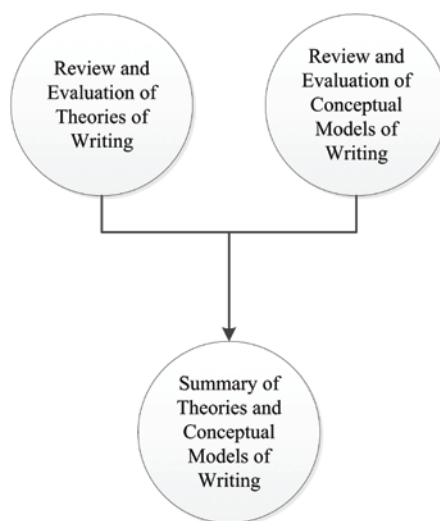 Review and
Evaluation of
Theories of
Writing
Review and
Evaluation of
Conceptual
Models of
Writing
Summary of
Theories and
Conceptual
Models of
Writing